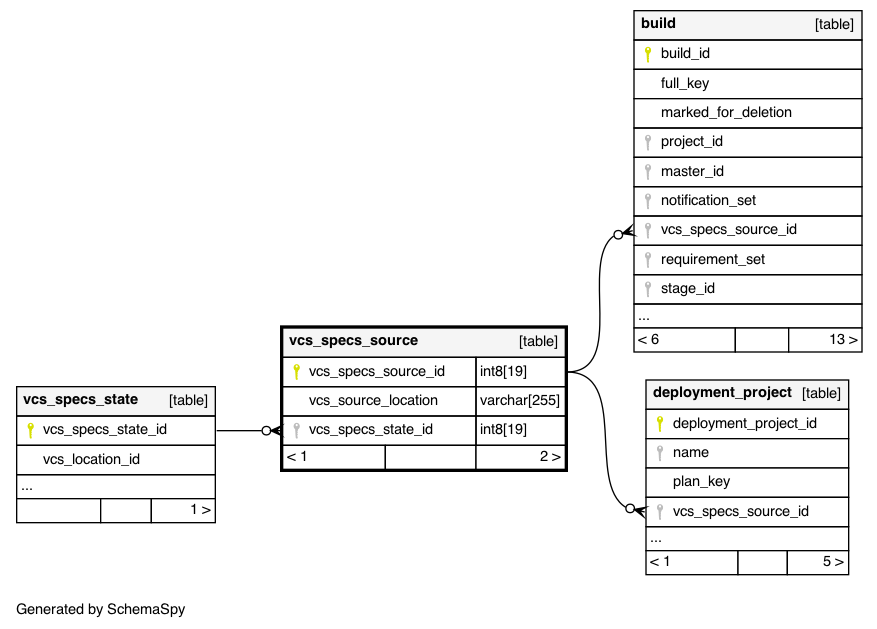 build [table]
build_id
full_key
marked_for_deletion
project_id
master_id
notification_set
vcs_specs_source_id
requirement_set
stage_id
...
< 6 13 >
vcs_specs_source [table]
vcs_specs_source_id int8[19]
vcs_source_location varchar[255]
vcs_specs_state_id int8[19]
< 1 2 >
vcs_specs_state [table]
vcs_specs_state_id
vcs_location_id
...
1 >
deployment_project [table]
deployment_project_id
name
plan_key
vcs_specs_source_id
...
< 1 5 >
Generated by SchemaSpy